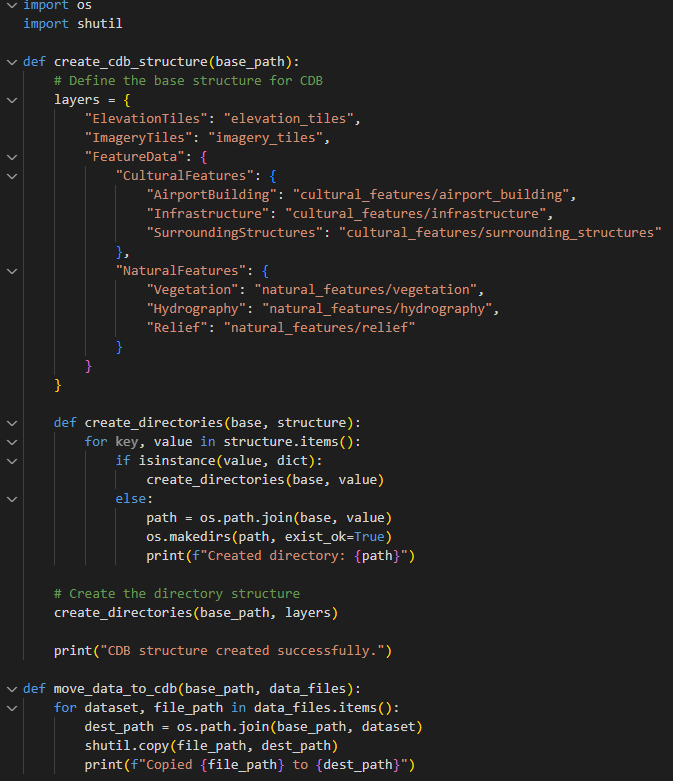 import os
import shutil

def create_cdb_structure(base_path):
    # Define the base structure for CDB
    layers = {
        "ElevationTiles": "elevation_tiles",
        "ImageryTiles": "imagery_tiles",
        "FeatureData": {
            "CulturalFeatures": {
                "AirportBuilding": "cultural_features/airport_building",
                "Infrastructure": "cultural_features/infrastructure",
                "SurroundingStructures": "cultural_features/surrounding_structures"
            },
            "NaturalFeatures": {
                "Vegetation": "natural_features/vegetation",
                "Hydrography": "natural_features/hydrography",
                "Relief": "natural_features/relief"
            }
        }
    }

    def create_directories(base, structure):
        for key, value in structure.items():
            if isinstance(value, dict):
                create_directories(base, value)
            else:
                path = os.path.join(base, value)
                os.makedirs(path, exist_ok=True)
                print(f"Created directory: {path}")

    # Create the directory structure
    create_directories(base_path, layers)

    print("CDB structure created successfully.")

def move_data_to_cdb(base_path, data_files):
    for dataset, file_path in data_files.items():
        dest_path = os.path.join(base_path, dataset)
        shutil.copy(file_path, dest_path)
        print(f"Copied {file_path} to {dest_path}")